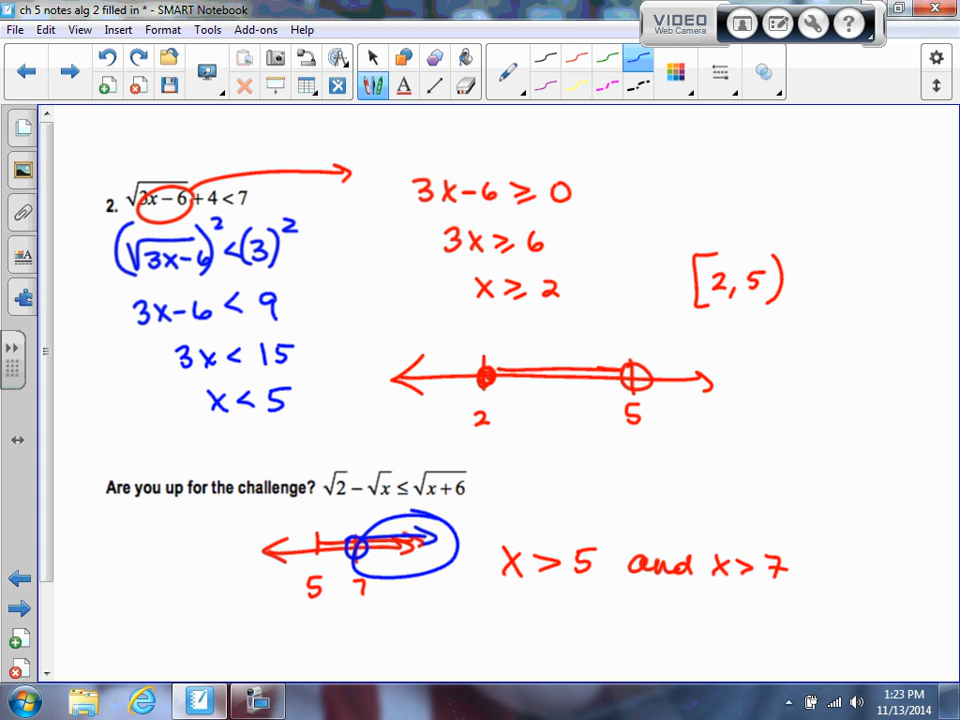 ch 5 notes alg 2 filled in * - SMART Notebook
VIDEO
Web Camera
File Edit View Insert Format Tools Add-ons Help
2. √(3x − 6) + 4 < 7
(√3x-6)² < (3)²
3x-6 < 9
3x < 15
x < 5
3x-6 ≥ 0
3x ≥ 6
x ≥ 2
[2, 5)
2 5
Are you up for the challenge? √2 − √x ≤ √(x + 6)
5 7
x > 5 and x > 7
1:23 PM
11/13/2014